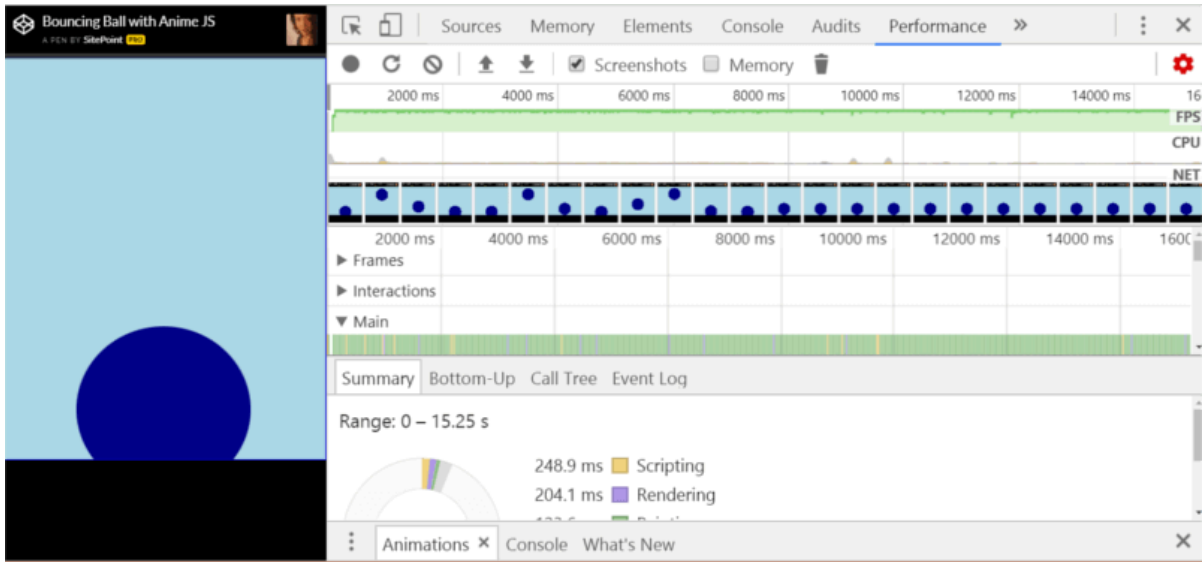 Bouncing Ball with Anime JS
A PEN BY SitePoint PRO
Sources Memory Elements Console Audits Performance »
Screenshots Memory
2000 ms 4000 ms 6000 ms 8000 ms 10000 ms 12000 ms 14000 ms 16
FPS
CPU
NET
2000 ms 4000 ms 6000 ms 8000 ms 10000 ms 12000 ms 14000 ms 1600
Frames
Interactions
Main
Summary Bottom-Up Call Tree Event Log
Range: 0 – 15.25 s
248.9 ms Scripting
204.1 ms Rendering
Animations × Console What's New